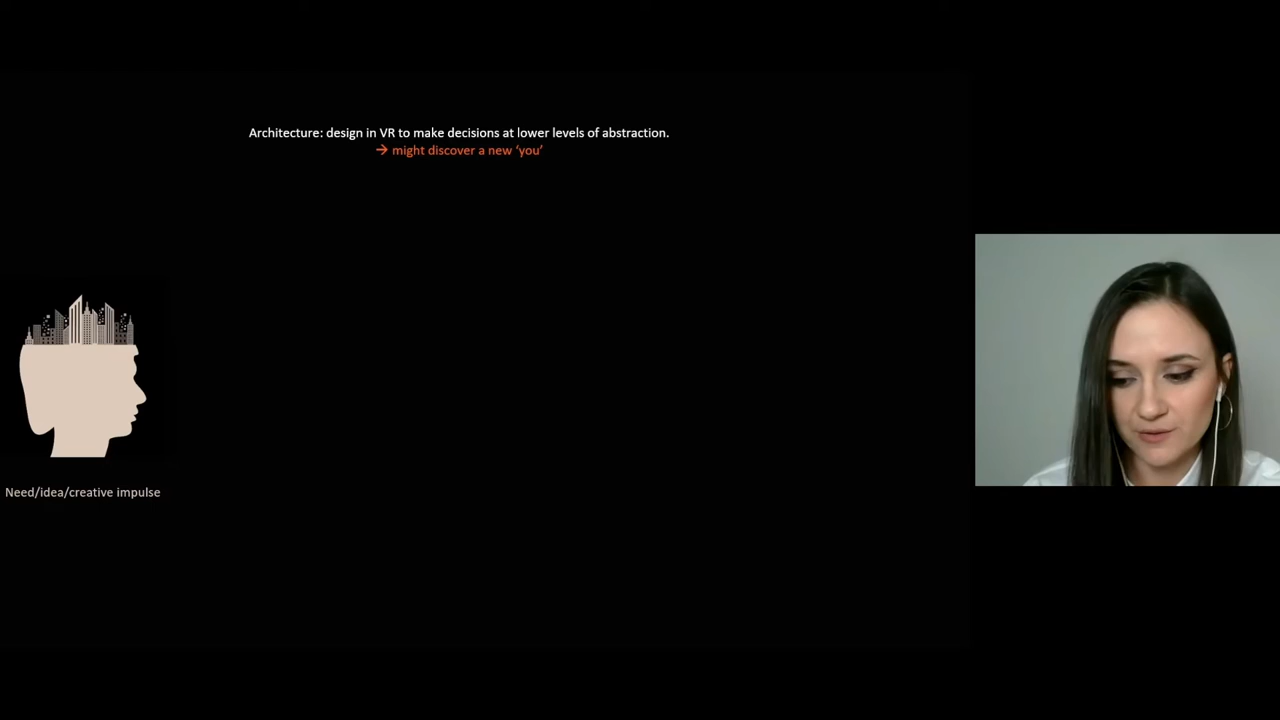 Architecture: design in VR to make decisions at lower levels of abstraction.
→ might discover a new ‘you’
Need/idea/creative impulse